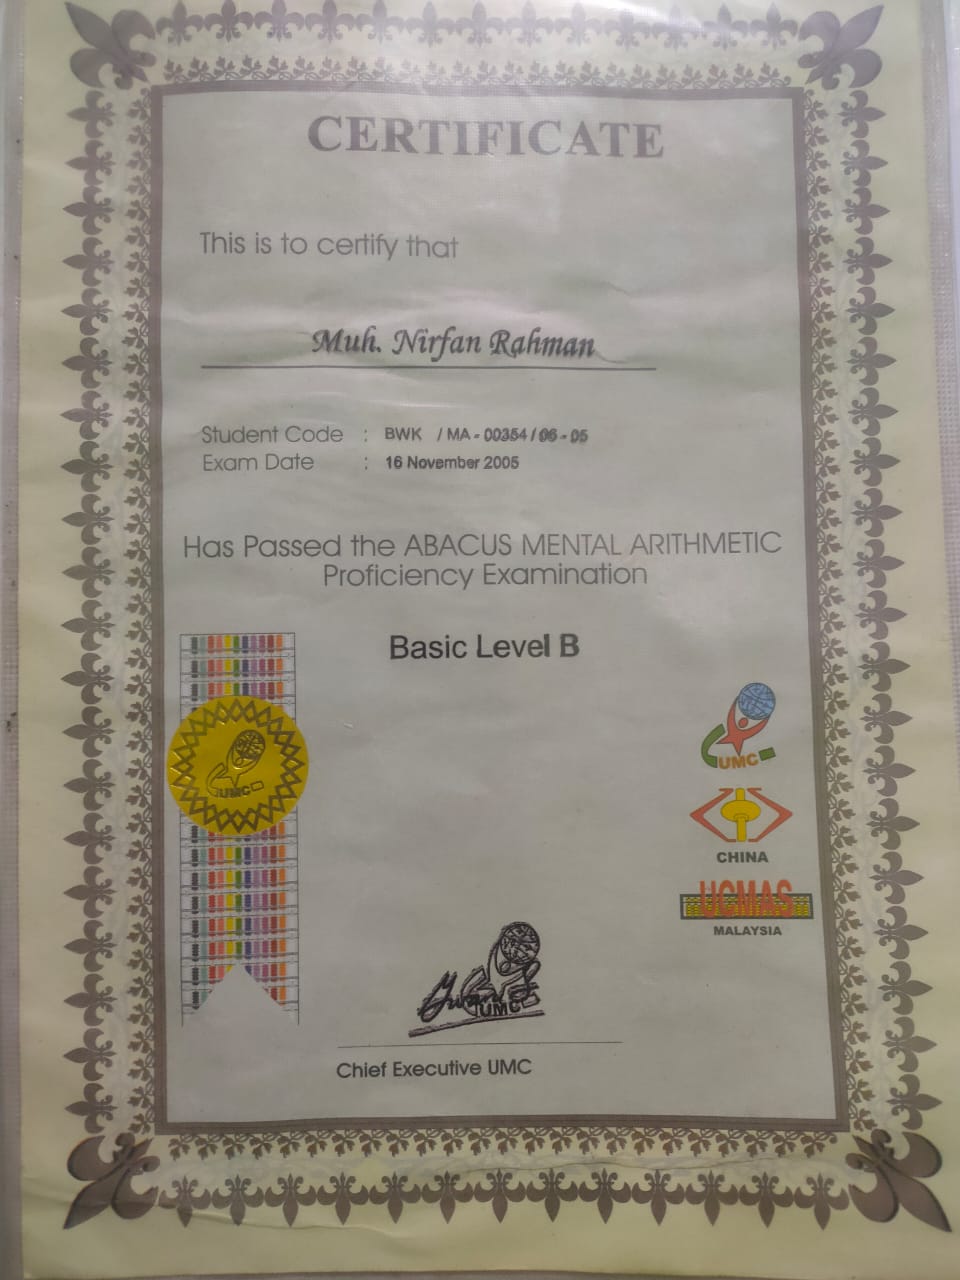 CERTIFICATE
This is to certify that
Muh. Nirfan Rahman
Student Code : BWK / MA - 00354 / 06 - 05
Exam Date : 16 November 2005
Has Passed the ABACUS MENTAL ARITHMETIC
Proficiency Examination
Basic Level B
UMC
UMC
CHINA
UCMAS
MALAYSIA
UMC
Chief Executive UMC